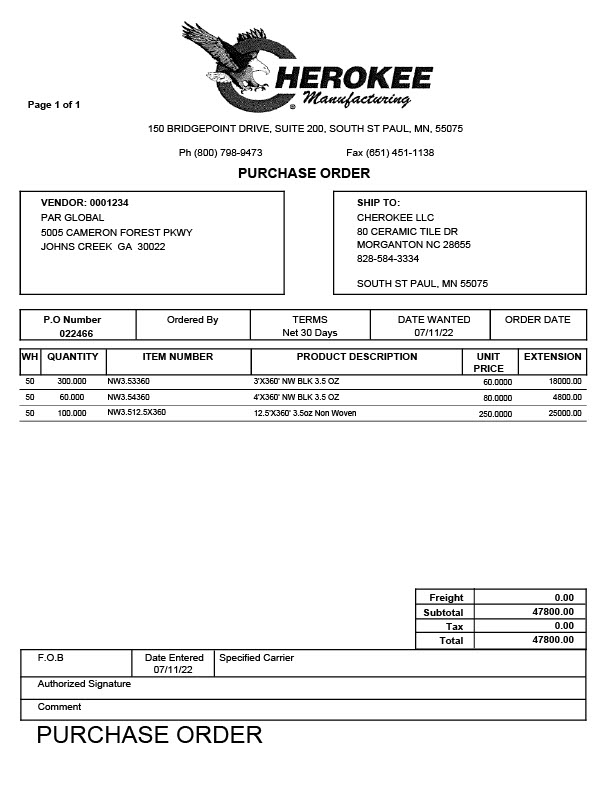 CHEROKEE
Manufacturing
®
Page 1 of 1
150 BRIDGEPOINT DRIVE, SUITE 200, SOUTH ST PAUL, MN, 55075
Ph (800) 798-9473 Fax (651) 451-1138
PURCHASE ORDER
VENDOR: 0001234
PAR GLOBAL
5005 CAMERON FOREST PKWY
JOHNS CREEK GA 30022
SHIP TO:
CHEROKEE LLC
80 CERAMIC TILE DR
MORGANTON NC 28655
828-584-3334
SOUTH ST PAUL, MN 55075
P.O Number Ordered By TERMS DATE WANTED ORDER DATE
022466 Net 30 Days 07/11/22
WH QUANTITY ITEM NUMBER PRODUCT DESCRIPTION UNIT PRICE EXTENSION
50 300.000 NW3.53360 3'X360' NW BLK 3.5 OZ 60.0000 18000.00
50 60.000 NW3.54360 4'X360' NW BLK 3.5 OZ 80.0000 4800.00
50 100.000 NW3.512.5X360 12.5'X360' 3.5oz Non Woven 250.0000 25000.00
Freight 0.00
Subtotal 47800.00
Tax 0.00
Total 47800.00
F.O.B Date Entered Specified Carrier
07/11/22
Authorized Signature
Comment
PURCHASE ORDER